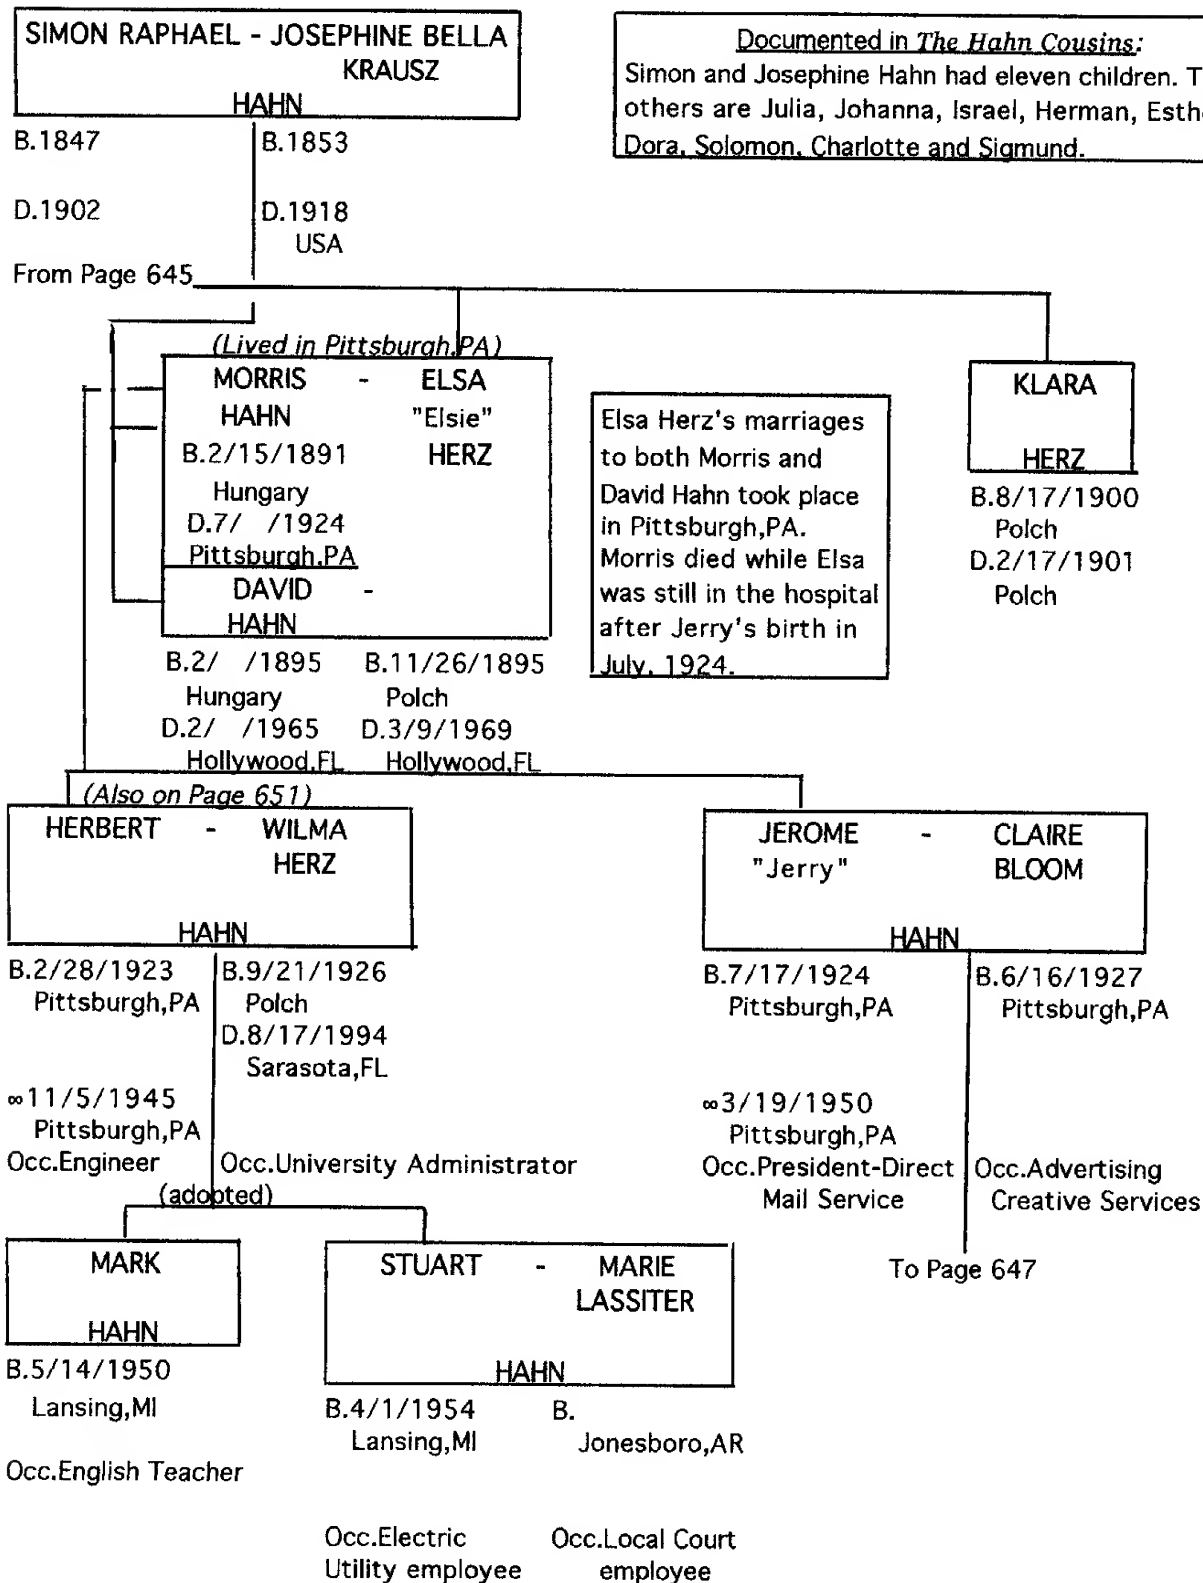 SIMON RAPHAEL - JOSEPHINE BELLA
KRAUSZ
HAHN
B.1847
B.1853
D.1902
D.1918
USA
From Page 645
Documented in The Hahn Cousins:
Simon and Josephine Hahn had eleven children. T
others are Julia, Johanna, Israel, Herman, Esth
Dora, Solomon, Charlotte and Sigmund.
(Lived in Pittsburgh,PA)
MORRIS - ELSA
HAHN "Elsie"
B.2/15/1891 HERZ
Hungary
D.7/ /1924
Pittsburgh,PA
DAVID -
HAHN
B.2/ /1895 B.11/26/1895
Hungary Polch
D.2/ /1965 D.3/9/1969
Hollywood,FL Hollywood,FL
Elsa Herz's marriages
to both Morris and
David Hahn took place
in Pittsburgh,PA.
Morris died while Elsa
was still in the hospital
after Jerry's birth in
July, 1924.
KLARA
HERZ
B.8/17/1900
Polch
D.2/17/1901
Polch
(Also on Page 651)
HERBERT - WILMA
HERZ
HAHN
B.2/28/1923 B.9/21/1926
Pittsburgh,PA Polch
D.8/17/1994
Sarasota,FL
∞11/5/1945
Pittsburgh,PA
Occ.Engineer Occ.University Administrator
(adopted)
JEROME - CLAIRE
"Jerry" BLOOM
HAHN
B.7/17/1924 B.6/16/1927
Pittsburgh,PA Pittsburgh,PA
∞3/19/1950
Pittsburgh,PA
Occ.President-Direct Occ.Advertising
Mail Service Creative Services
To Page 647
MARK
HAHN
B.5/14/1950
Lansing,MI
Occ.English Teacher
STUART - MARIE
LASSITER
HAHN
B.4/1/1954 B.
Lansing,MI Jonesboro,AR
Occ.Electric Occ.Local Court
Utility employee employee